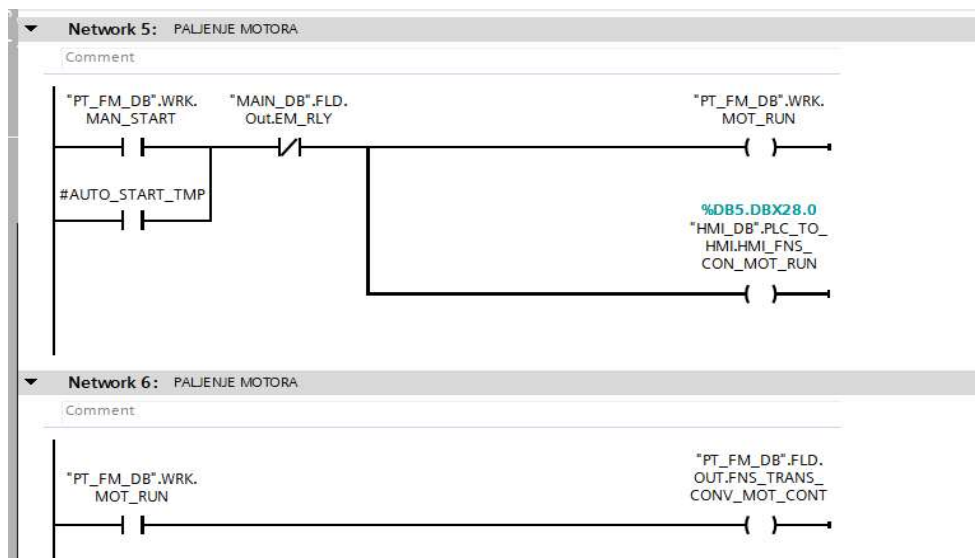 Network 5: PALJENJE MOTORA
Comment
"PT_FM_DB".WRK.
MAN_START
"MAIN_DB".FLD.
Out.EM_RLY
"PT_FM_DB".WRK.
MOT_RUN
#AUTO_START_TMP
%DB5.DBX28.0
"HMI_DB".PLC_TO_
HMI.HMI_FNS_
CON_MOT_RUN
Network 6: PALJENJE MOTORA
Comment
"PT_FM_DB".WRK.
MOT_RUN
"PT_FM_DB".FLD.
OUT.FNS_TRANS_
CONV_MOT_CONT